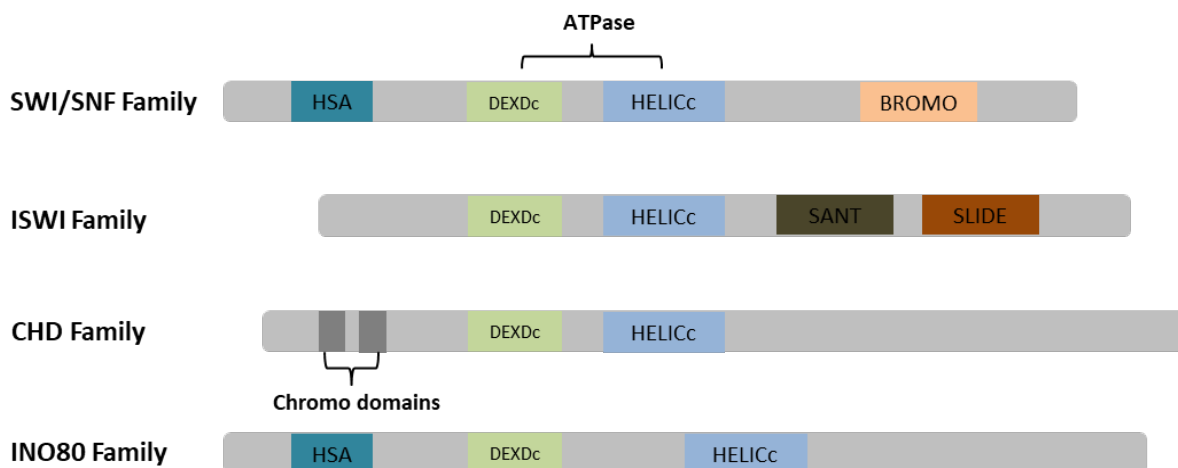 ATPase
SWI/SNF Family HSA DEXDc HELICc BROMO
ISWI Family DEXDc HELICc SANT SLIDE
CHD Family DEXDc HELICc
Chromo domains
INO80 Family HSA DEXDc HELICc